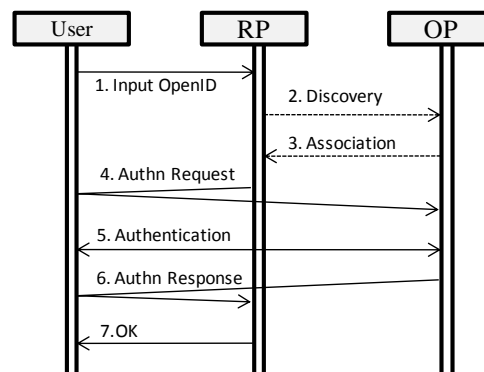 User
RP
OP
1. Input OpenID
2. Discovery
3. Association
4. Authn Request
5. Authentication
6. Authn Response
7.OK